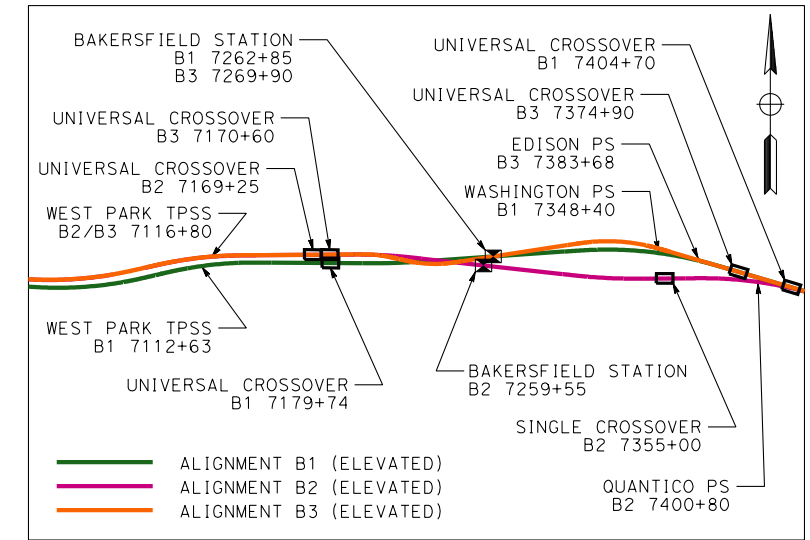 BAKERSFIELD STATION
B1 7262+85
B3 7269+90
UNIVERSAL CROSSOVER
B1 7404+70
UNIVERSAL CROSSOVER
B3 7374+90
UNIVERSAL CROSSOVER
B3 7170+60
EDISON PS
B3 7383+68
UNIVERSAL CROSSOVER
B2 7169+25
WASHINGTON PS
B1 7348+40
WEST PARK TPSS
B2/B3 7116+80
WEST PARK TPSS
B1 7112+63
UNIVERSAL CROSSOVER
B1 7179+74
BAKERSFIELD STATION
B2 7259+55
SINGLE CROSSOVER
B2 7355+00
QUANTICO PS
B2 7400+80
ALIGNMENT B1 (ELEVATED)
ALIGNMENT B2 (ELEVATED)
ALIGNMENT B3 (ELEVATED)